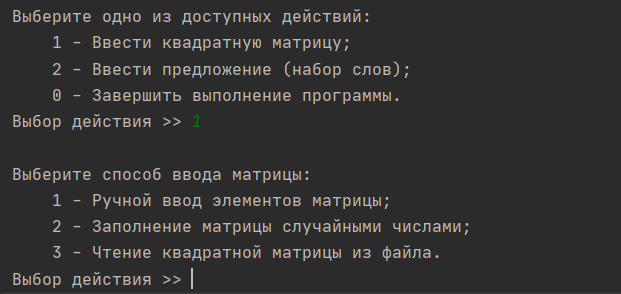 Выберите одно из доступных действий:
1 - Ввести квадратную матрицу;
2 - Ввести предложение (набор слов);
0 - Завершить выполнение программы.
Выбор действия >> 1
Выберите способ ввода матрицы:
1 - Ручной ввод элементов матрицы;
2 - Заполнение матрицы случайными числами;
3 - Чтение квадратной матрицы из файла.
Выбор действия >>